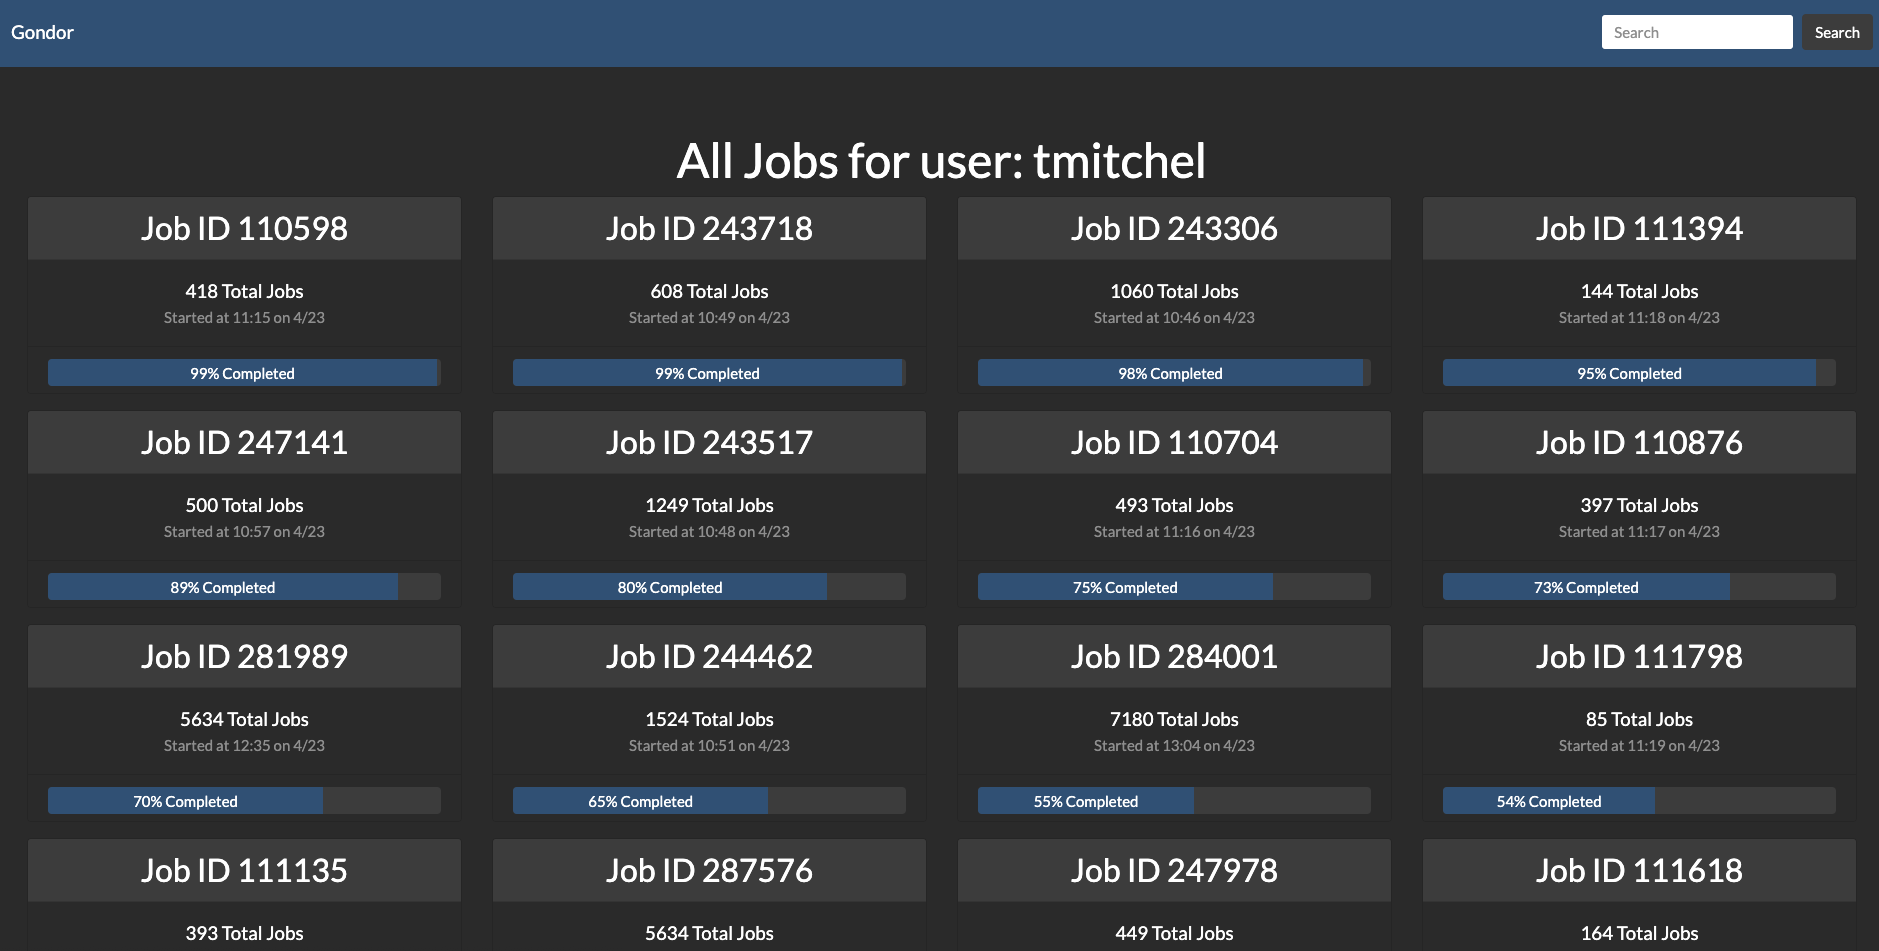 Gondor
Search
Search
All Jobs for user: tmitchel
Job ID 110598
418 Total Jobs
Started at 11:15 on 4/23
99% Completed
Job ID 243718
608 Total Jobs
Started at 10:49 on 4/23
99% Completed
Job ID 243306
1060 Total Jobs
Started at 10:46 on 4/23
98% Completed
Job ID 111394
144 Total Jobs
Started at 11:18 on 4/23
95% Completed
Job ID 247141
500 Total Jobs
Started at 10:57 on 4/23
89% Completed
Job ID 243517
1249 Total Jobs
Started at 10:48 on 4/23
80% Completed
Job ID 110704
493 Total Jobs
Started at 11:16 on 4/23
75% Completed
Job ID 110876
397 Total Jobs
Started at 11:17 on 4/23
73% Completed
Job ID 281989
5634 Total Jobs
Started at 12:35 on 4/23
70% Completed
Job ID 244462
1524 Total Jobs
Started at 10:51 on 4/23
65% Completed
Job ID 284001
7180 Total Jobs
Started at 13:04 on 4/23
55% Completed
Job ID 111798
85 Total Jobs
Started at 11:19 on 4/23
54% Completed
Job ID 111135
393 Total Jobs
Job ID 287576
5634 Total Jobs
Job ID 247978
449 Total Jobs
Job ID 111618
164 Total Jobs